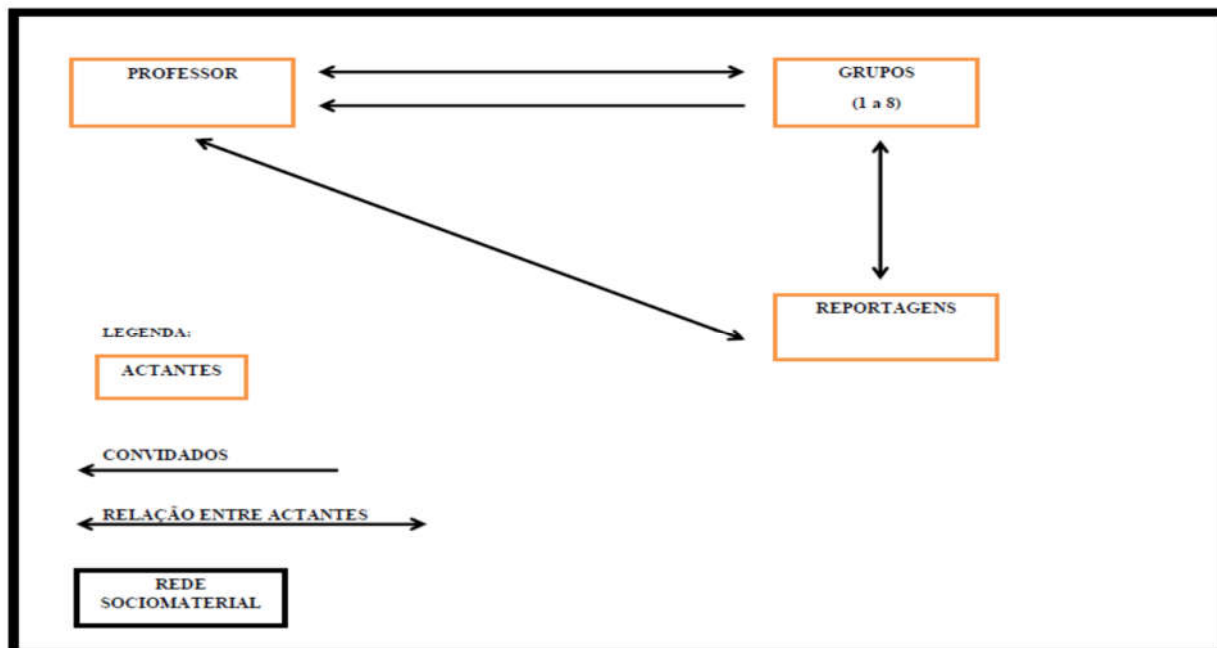 PROFESSOR
GRUPOS
(1 a 8)
REPORTAGENS
LEGENDA:
ACTANTES
CONVIDADOS
RELAÇÃO ENTRE ACTANTES
REDE
SOCIOMATERIAL